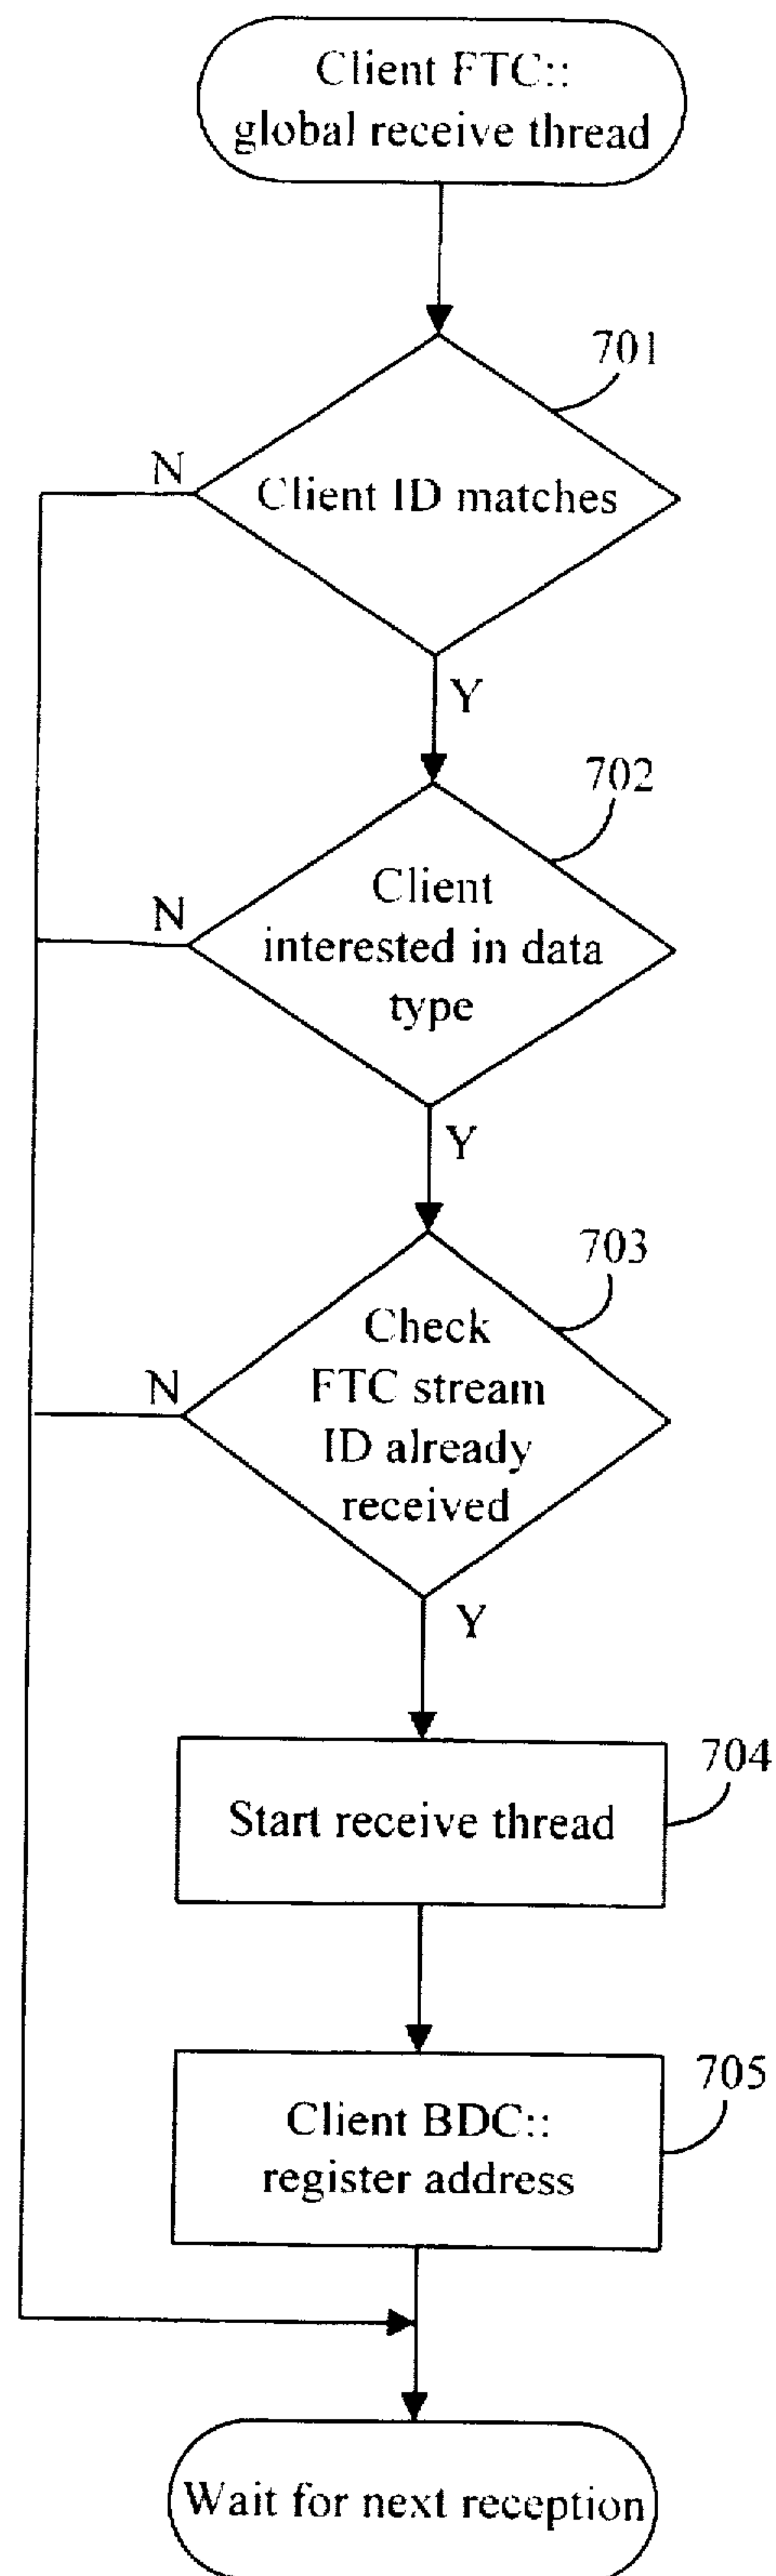 Client FTC::
global receive thread
701
N
Client ID matches
Y
702
N
Client
interested in data
type
Y
703
N
Check
FTC stream
ID already
received
Y
704
Start receive thread
705
Client BDC::
register address
Wait for next reception